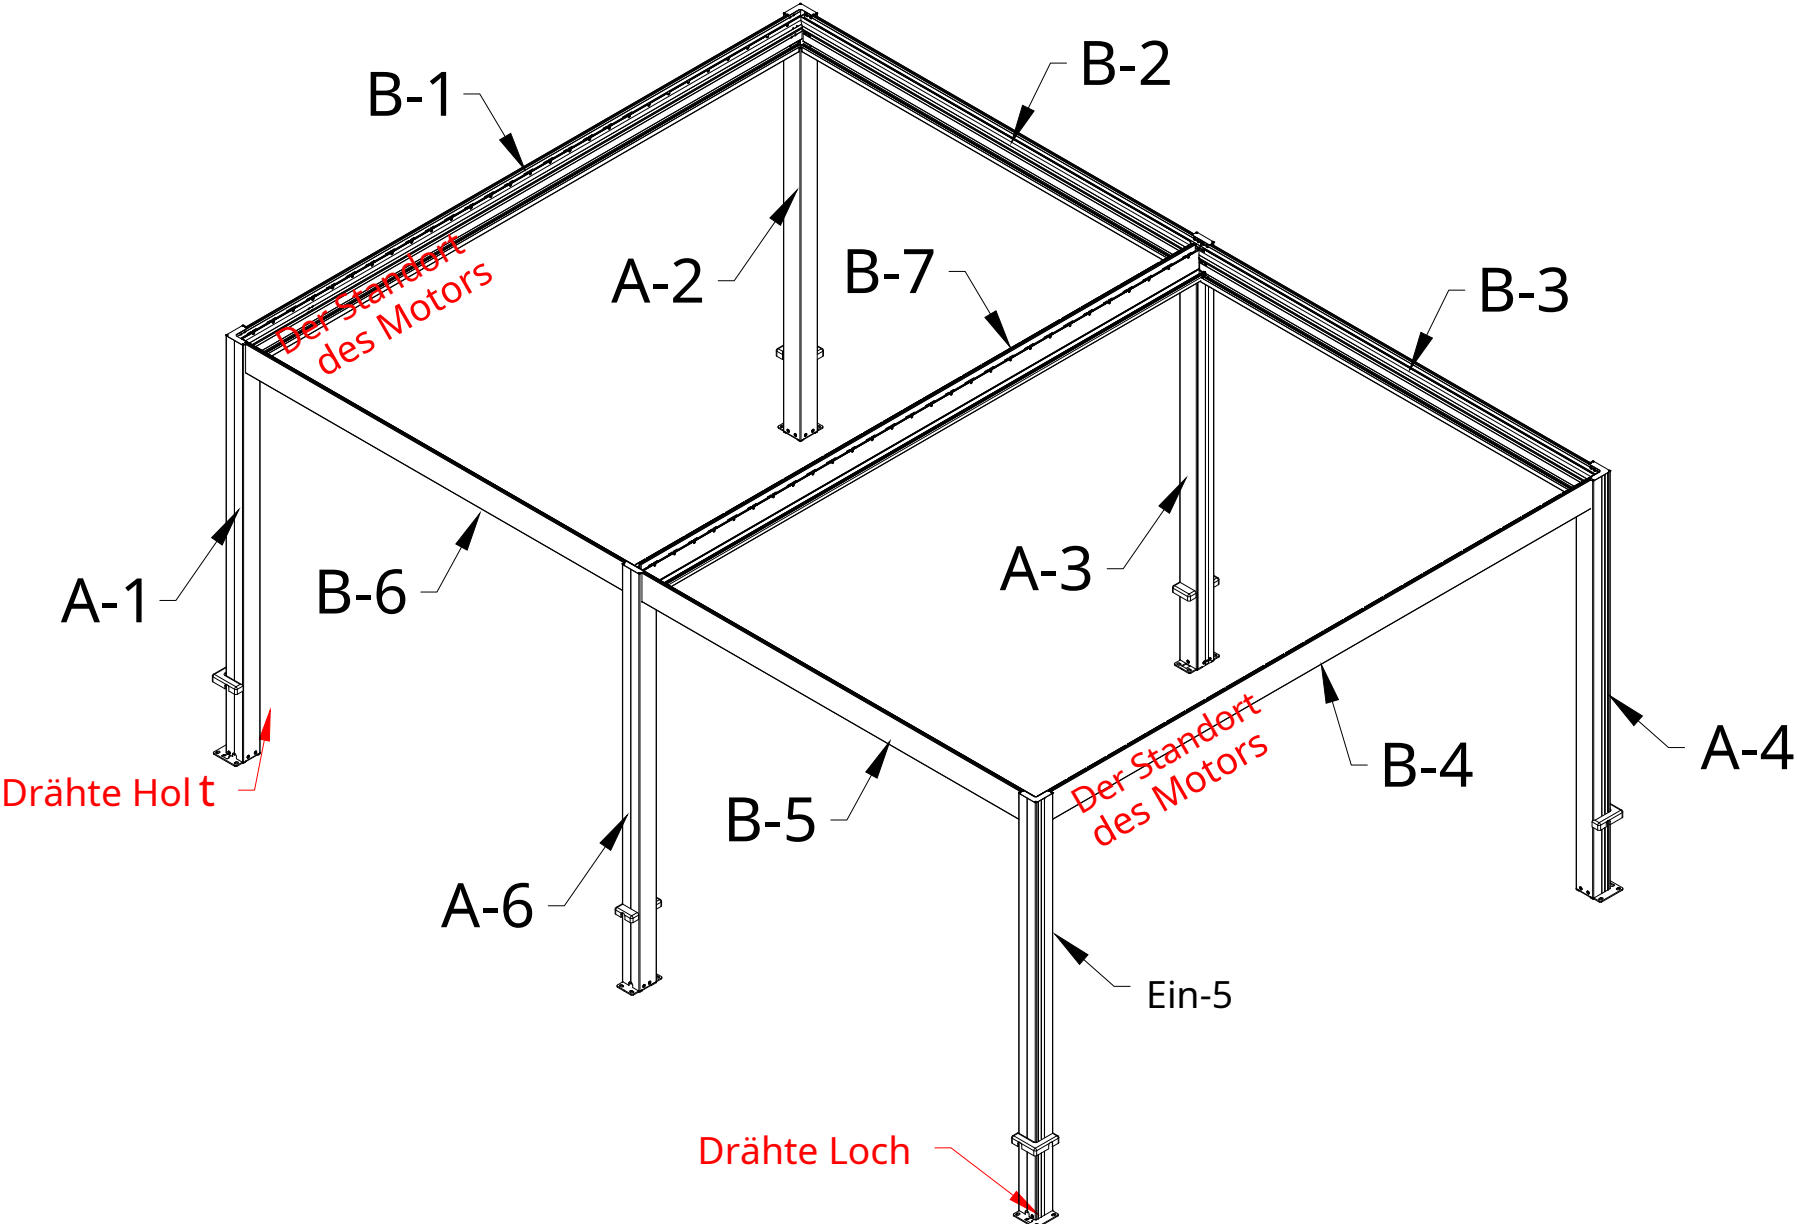 B-2
B-1
B-7
A-2
B-3
Der Standort
des Motors
A-3
A-1
B-6
Der Standort
des Motors
A-4
B-4
Drähte Hol t
B-5
A-6
Ein-5
Drähte Loch